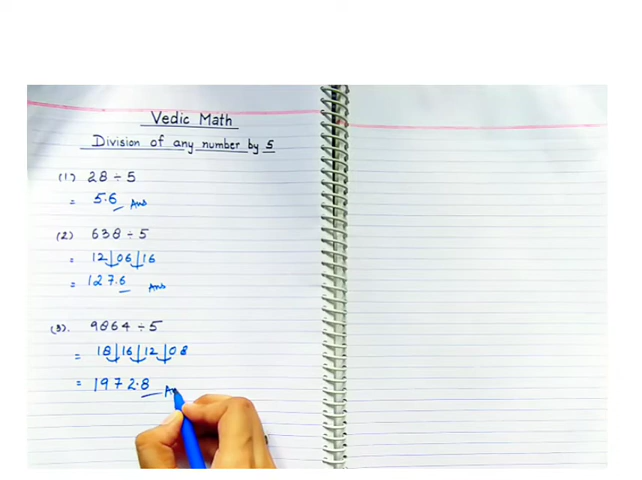 Vedic Math
Division of any number by 5
(1) 28 ÷ 5
= 5.6 Ans
(2) 638 ÷ 5
= 12|06|16
= 127.6 Ans
(3). 9864 ÷ 5
= 18|16|12|08
= 1972.8